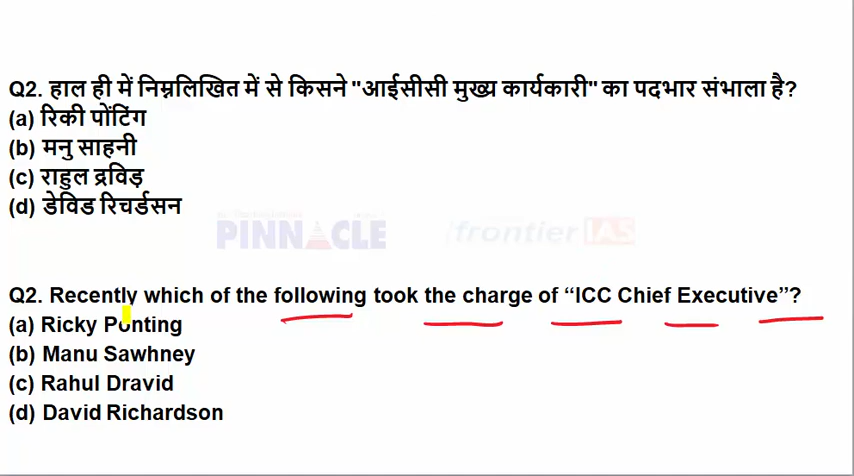 Q2. हाल ही में निम्नलिखित में से किसने "आईसीसी मुख्य कार्यकारी" का पदभार संभाला है?
(a) रिकी पोंटिंग
(b) मनु साहनी
(c) राहुल द्रविड़
(d) डेविड रिचर्डसन
PINNACLE frontier IAS
Q2. Recently which of the following took the charge of “ICC Chief Executive”?
(a) Ricky Ponting
(b) Manu Sawhney
(c) Rahul Dravid
(d) David Richardson